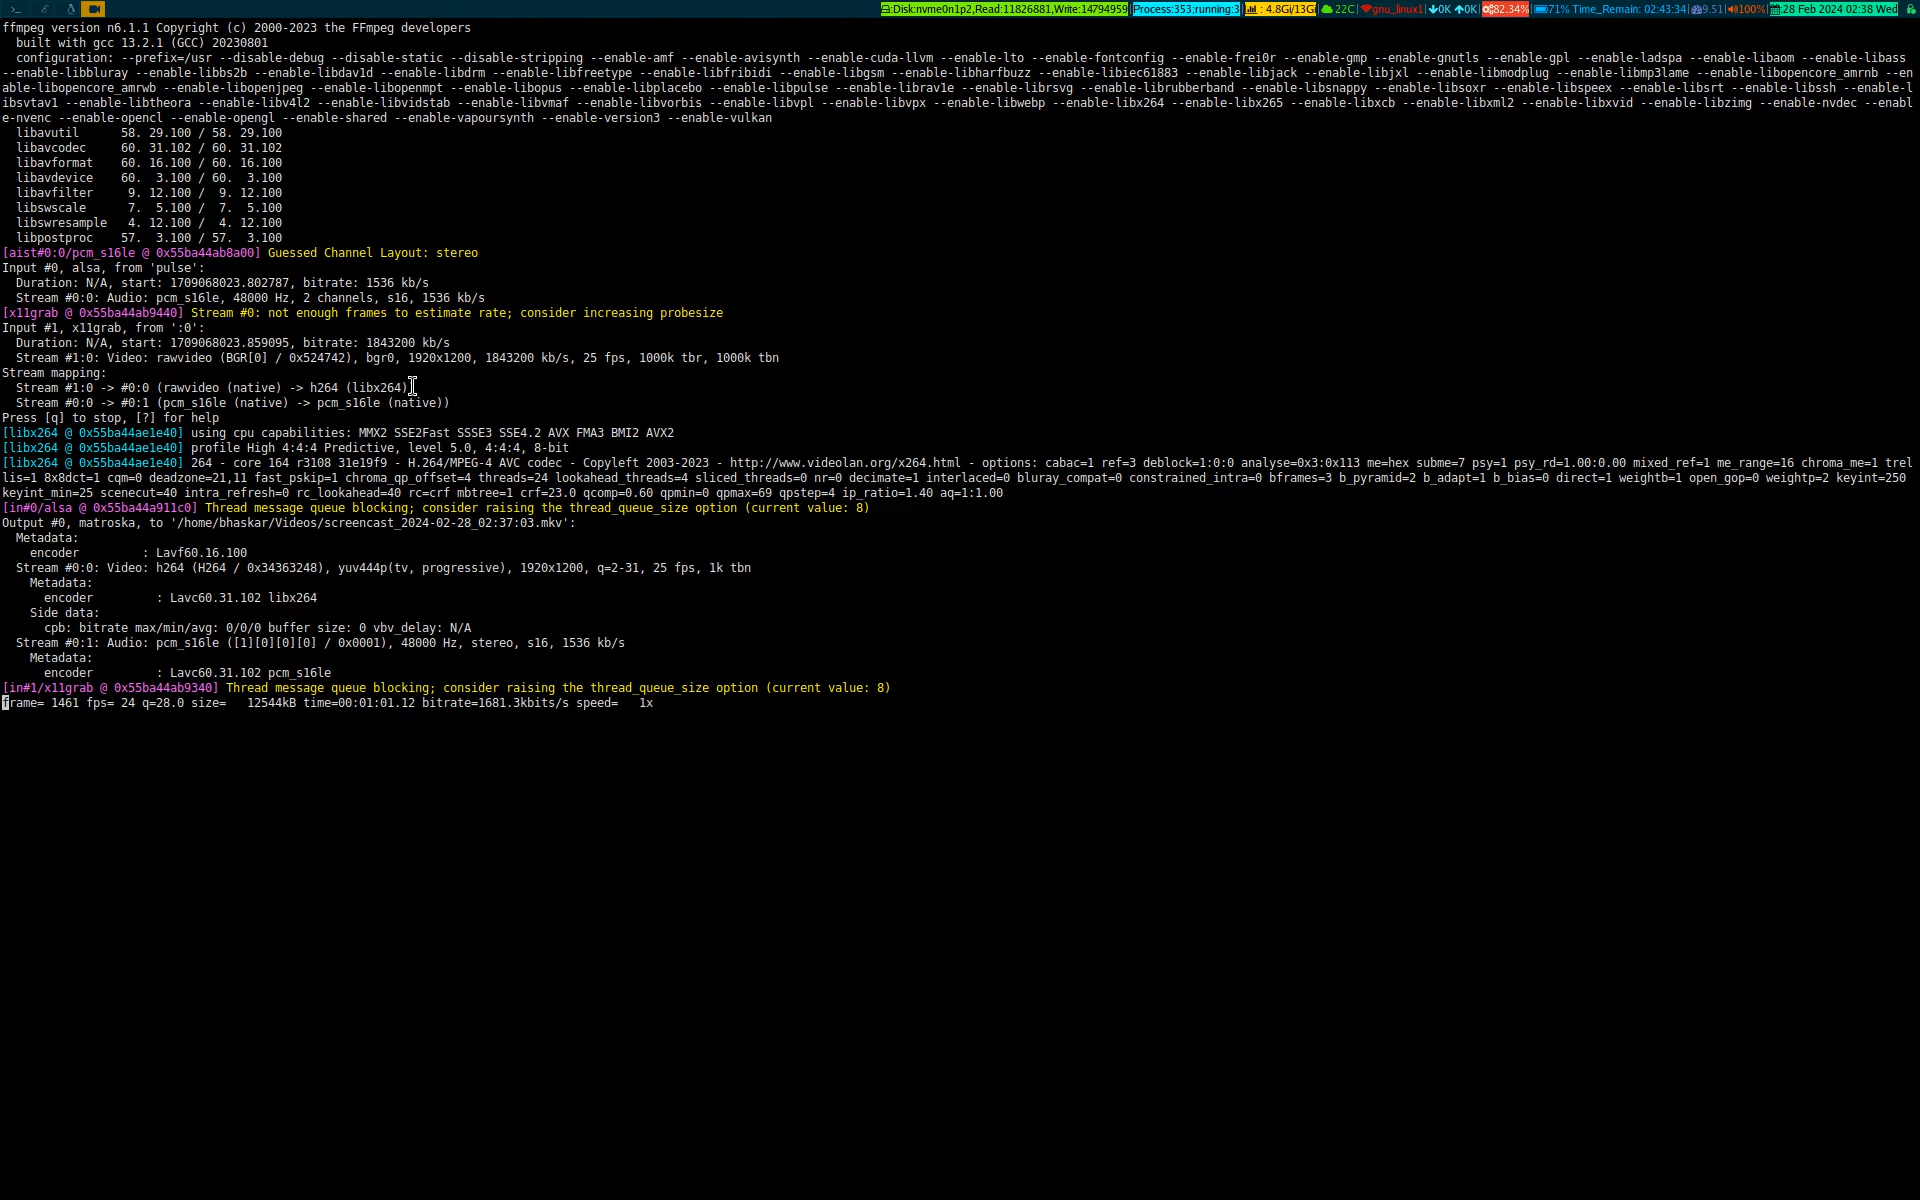 >_
Disk:nvme0n1p2,Read:11826881,Write:14794959 Process:353;running:3 : 4.8Gi/13Gi 22C gnu_linux1 0K 0K 82.34% 71% Time_Remain: 02:43:34 9.51 100% :28 Feb 2024 02:38 Wed
ffmpeg version n6.1.1 Copyright (c) 2000-2023 the FFmpeg developers
  built with gcc 13.2.1 (GCC) 20230801
  configuration: --prefix=/usr --disable-debug --disable-static --disable-stripping --enable-amf --enable-avisynth --enable-cuda-llvm --enable-lto --enable-fontconfig --enable-frei0r --enable-gmp --enable-gnutls --enable-gpl --enable-ladspa --enable-libaom --enable-libass
--enable-libbluray --enable-libbs2b --enable-libdav1d --enable-libdrm --enable-libfreetype --enable-libfribidi --enable-libgsm --enable-libharfbuzz --enable-libiec61883 --enable-libjack --enable-libjxl --enable-libmodplug --enable-libmp3lame --enable-libopencore_amrnb --en
able-libopencore_amrwb --enable-libopenjpeg --enable-libopenmpt --enable-libopus --enable-libplacebo --enable-libpulse --enable-librav1e --enable-librsvg --enable-librubberband --enable-libsnappy --enable-libsoxr --enable-libspeex --enable-libsrt --enable-libssh --enable-l
ibsvtav1 --enable-libtheora --enable-libv4l2 --enable-libvidstab --enable-libvmaf --enable-libvorbis --enable-libvpl --enable-libvpx --enable-libwebp --enable-libx264 --enable-libx265 --enable-libxcb --enable-libxml2 --enable-libxvid --enable-libzimg --enable-nvdec --enabl
e-nvenc --enable-opencl --enable-opengl --enable-shared --enable-vapoursynth --enable-version3 --enable-vulkan
  libavutil      58. 29.100 / 58. 29.100
  libavcodec     60. 31.102 / 60. 31.102
  libavformat    60. 16.100 / 60. 16.100
  libavdevice    60.  3.100 / 60.  3.100
  libavfilter     9. 12.100 /  9. 12.100
  libswscale      7.  5.100 /  7.  5.100
  libswresample   4. 12.100 /  4. 12.100
  libpostproc    57.  3.100 / 57.  3.100
[aist#0:0/pcm_s16le @ 0x55ba44ab8a00] Guessed Channel Layout: stereo
Input #0, alsa, from 'pulse':
  Duration: N/A, start: 1709068023.802787, bitrate: 1536 kb/s
  Stream #0:0: Audio: pcm_s16le, 48000 Hz, 2 channels, s16, 1536 kb/s
[x11grab @ 0x55ba44ab9440] Stream #0: not enough frames to estimate rate; consider increasing probesize
Input #1, x11grab, from ':0':
  Duration: N/A, start: 1709068023.859095, bitrate: 1843200 kb/s
  Stream #1:0: Video: rawvideo (BGR[0] / 0x524742), bgr0, 1920x1200, 1843200 kb/s, 25 fps, 1000k tbr, 1000k tbn
Stream mapping:
  Stream #1:0 -> #0:0 (rawvideo (native) -> h264 (libx264))
  Stream #0:0 -> #0:1 (pcm_s16le (native) -> pcm_s16le (native))
Press [q] to stop, [?] for help
[libx264 @ 0x55ba44ae1e40] using cpu capabilities: MMX2 SSE2Fast SSSE3 SSE4.2 AVX FMA3 BMI2 AVX2
[libx264 @ 0x55ba44ae1e40] profile High 4:4:4 Predictive, level 5.0, 4:4:4, 8-bit
[libx264 @ 0x55ba44ae1e40] 264 - core 164 r3108 31e19f9 - H.264/MPEG-4 AVC codec - Copyleft 2003-2023 - http://www.videolan.org/x264.html - options: cabac=1 ref=3 deblock=1:0:0 analyse=0x3:0x113 me=hex subme=7 psy=1 psy_rd=1.00:0.00 mixed_ref=1 me_range=16 chroma_me=1 trel
lis=1 8x8dct=1 cqm=0 deadzone=21,11 fast_pskip=1 chroma_qp_offset=4 threads=24 lookahead_threads=4 sliced_threads=0 nr=0 decimate=1 interlaced=0 bluray_compat=0 constrained_intra=0 bframes=3 b_pyramid=2 b_adapt=1 b_bias=0 direct=1 weightb=1 open_gop=0 weightp=2 keyint=250
keyint_min=25 scenecut=40 intra_refresh=0 rc_lookahead=40 rc=crf mbtree=1 crf=23.0 qcomp=0.60 qpmin=0 qpmax=69 qpstep=4 ip_ratio=1.40 aq=1:1.00
[in#0/alsa @ 0x55ba44a911c0] Thread message queue blocking; consider raising the thread_queue_size option (current value: 8)
Output #0, matroska, to '/home/bhaskar/Videos/screencast_2024-02-28_02:37:03.mkv':
  Metadata:
    encoder         : Lavf60.16.100
  Stream #0:0: Video: h264 (H264 / 0x34363248), yuv444p(tv, progressive), 1920x1200, q=2-31, 25 fps, 1k tbn
    Metadata:
      encoder         : Lavc60.31.102 libx264
    Side data:
      cpb: bitrate max/min/avg: 0/0/0 buffer size: 0 vbv_delay: N/A
  Stream #0:1: Audio: pcm_s16le ([1][0][0][0] / 0x0001), 48000 Hz, stereo, s16, 1536 kb/s
    Metadata:
      encoder         : Lavc60.31.102 pcm_s16le
[in#1/x11grab @ 0x55ba44ab9340] Thread message queue blocking; consider raising the thread_queue_size option (current value: 8)
frame= 1461 fps= 24 q=28.0 size=   12544kB time=00:01:01.12 bitrate=1681.3kbits/s speed=   1x